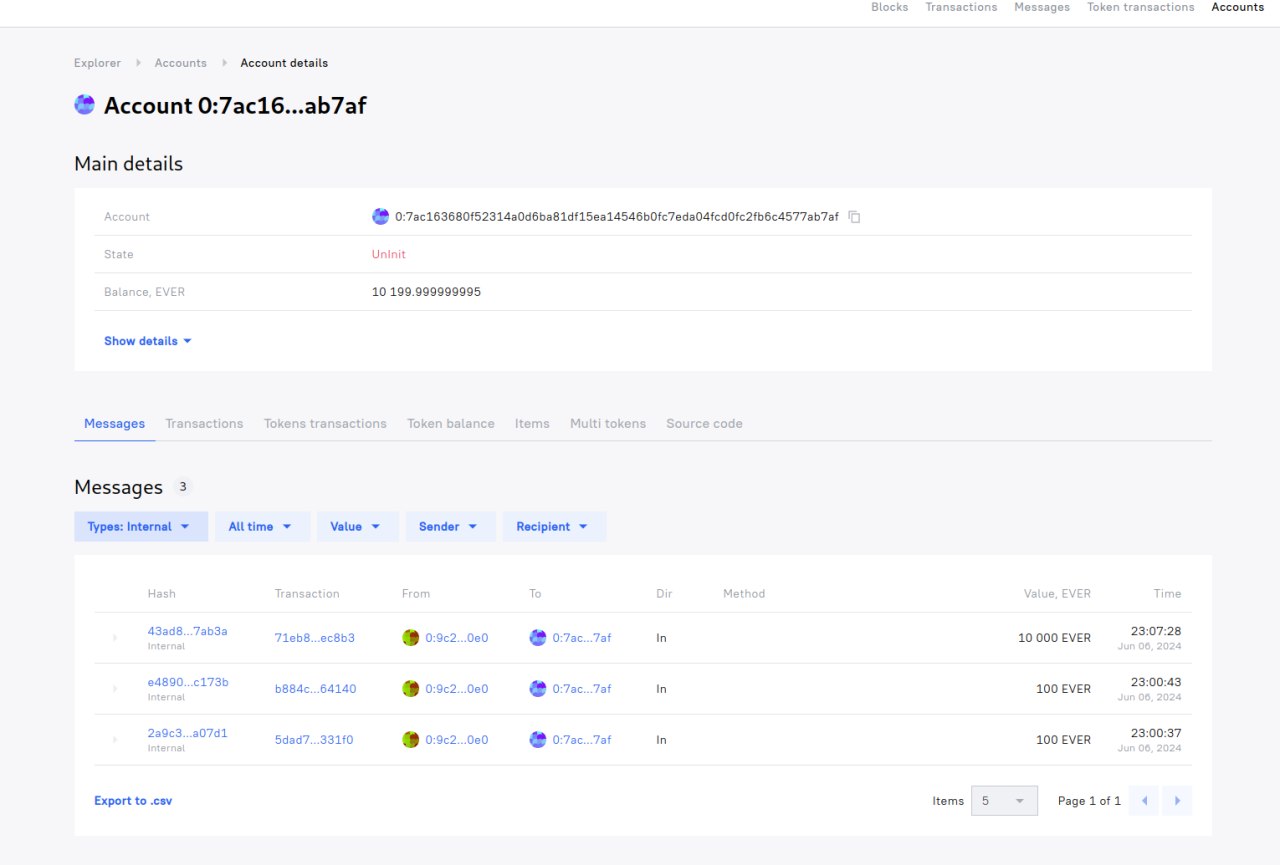 Blocks Transactions Messages Token transactions Accounts
Explorer Accounts Account details
Account 0:7ac16...ab7af
Main details
Account 0:7ac163680f52314a0d6ba81df15ea14546b0fc7eda04fcd0fc2fb6c4577ab7af
State UnInit
Balance, EVER 10 199.999999995
Show details
Messages Transactions Tokens transactions Token balance Items Multi tokens Source code
Messages 3
Types: Internal All time Value Sender Recipient
Hash Transaction From To Dir Method Value, EVER Time
43ad8...7ab3a 71eb8...ec8b3 0:9c2...0e0 0:7ac...7af In 10 000 EVER 23:07:28
Internal Jun 06, 2024
e4890...c173b b884c...64140 0:9c2...0e0 0:7ac...7af In 100 EVER 23:00:43
Internal Jun 06, 2024
2a9c3...a07d1 5dad7...331f0 0:9c2...0e0 0:7ac...7af In 100 EVER 23:00:37
Internal Jun 06, 2024
Export to .csv Items 5 Page 1 of 1